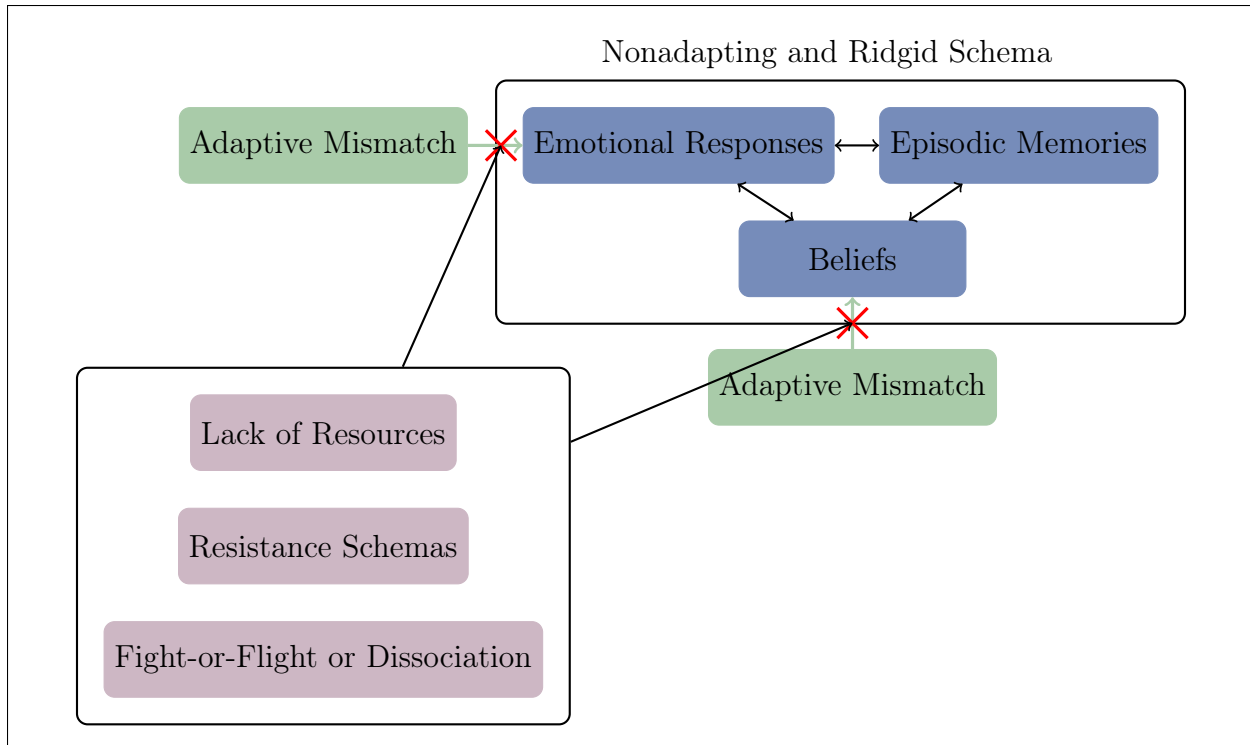 Nonadapting and Ridgid Schema
Adaptive Mismatch
Emotional Responses
Episodic Memories
Beliefs
Adaptive Mismatch
Lack of Resources
Resistance Schemas
Fight-or-Flight or Dissociation